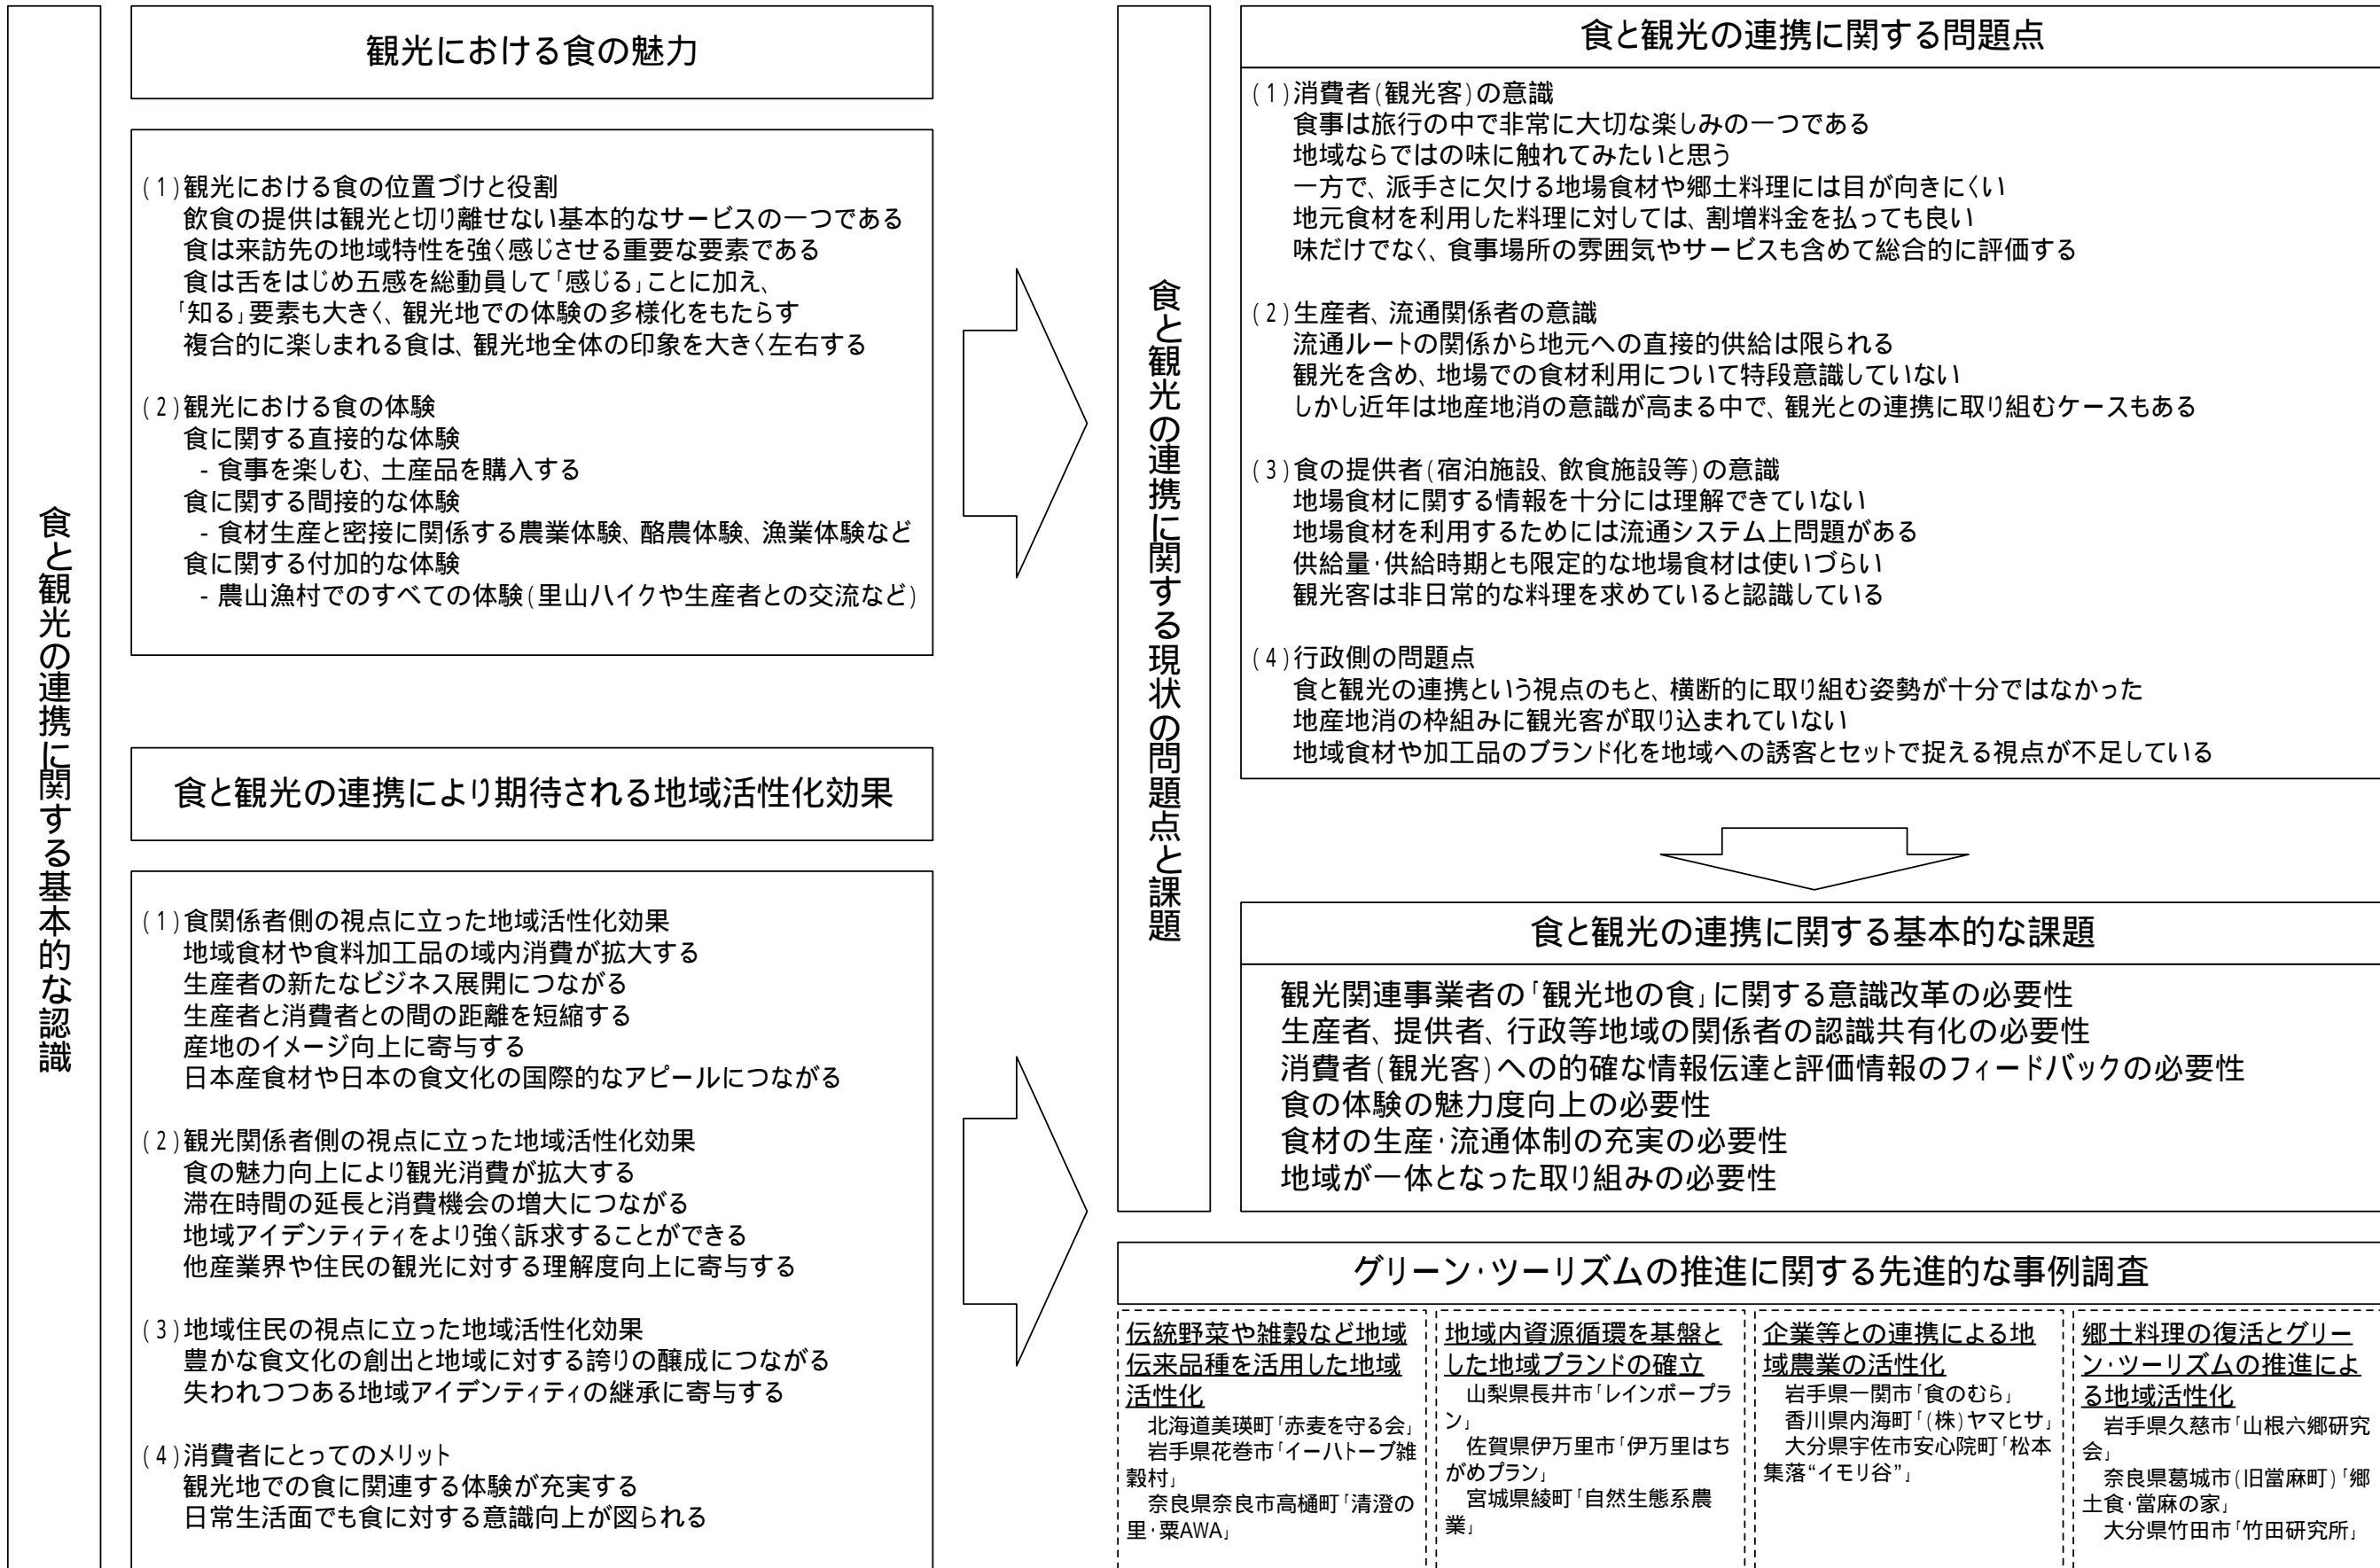 食と観光の連携に関する基本的な認識
観光における食の魅力
(1)観光における食の位置づけと役割
飲食の提供は観光と切り離せない基本的なサービスの一つである
食は来訪先の地域特性を強く感じさせる重要な要素である
食は舌をはじめ五感を総動員して「感じる」ことに加え、
「知る」要素も大きく、観光地での体験の多様化をもたらす
複合的に楽しまれる食は、観光地全体の印象を大きく左右する
(2)観光における食の体験
食に関する直接的な体験
- 食事を楽しむ、土産品を購入する
食に関する間接的な体験
- 食材生産と密接に関係する農業体験、酪農体験、漁業体験など
食に関する付加的な体験
- 農山漁村でのすべての体験(里山ハイクや生産者との交流など)
食と観光の連携により期待される地域活性化効果
(1)食関係者側の視点に立った地域活性化効果
地域食材や食料加工品の域内消費が拡大する
生産者の新たなビジネス展開につながる
生産者と消費者との間の距離を短縮する
産地のイメージ向上に寄与する
日本産食材や日本の食文化の国際的なアピールにつながる
(2)観光関係者側の視点に立った地域活性化効果
食の魅力向上により観光消費が拡大する
滞在時間の延長と消費機会の増大につながる
地域アイデンティティをより強く訴求することができる
他産業界や住民の観光に対する理解度向上に寄与する
(3)地域住民の視点に立った地域活性化効果
豊かな食文化の創出と地域に対する誇りの醸成につながる
失われつつある地域アイデンティティの継承に寄与する
(4)消費者にとってのメリット
観光地での食に関連する体験が充実する
日常生活面でも食に対する意識向上が図られる
食と観光の連携に関する現状の問題点と課題
食と観光の連携に関する問題点
(1)消費者(観光客)の意識
食事は旅行の中で非常に大切な楽しみの一つである
地域ならではの味に触れてみたいと思う
一方で、派手さに欠ける地場食材や郷土料理には目が向きにくい
地元食材を利用した料理に対しては、割増料金を払っても良い
味だけでなく、食事場所の雰囲気やサービスも含めて総合的に評価する
(2)生産者、流通関係者の意識
流通ルートの関係から地元への直接的供給は限られる
観光を含め、地場での食材利用について特段意識していない
しかし近年は地産地消の意識が高まる中で、観光との連携に取り組むケースもある
(3)食の提供者(宿泊施設、飲食施設等)の意識
地場食材に関する情報を十分には理解できていない
地場食材を利用するためには流通システム上問題がある
供給量・供給時期とも限定的な地場食材は使いづらい
観光客は非日常的な料理を求めていると認識している
(4)行政側の問題点
食と観光の連携という視点のもと、横断的に取り組む姿勢が十分ではなかった
地産地消の枠組みに観光客が取り込まれていない
地域食材や加工品のブランド化を地域への誘客とセットで捉える視点が不足している
食と観光の連携に関する基本的な課題
観光関連事業者の「観光地の食」に関する意識改革の必要性
生産者、提供者、行政等地域の関係者の認識共有化の必要性
消費者(観光客)への的確な情報伝達と評価情報のフィードバックの必要性
食の体験の魅力度向上の必要性
食材の生産・流通体制の充実の必要性
地域が一体となった取り組みの必要性
グリーン・ツーリズムの推進に関する先進的な事例調査
伝統野菜や雑穀など地域
伝来品種を活用した地域
活性化
北海道美瑛町「赤麦を守る会」
岩手県花巻市「イーハトーブ雑
穀村」
奈良県奈良市高樋町「清澄の
里・粟AWA」
地域内資源循環を基盤と
した地域ブランドの確立
山梨県長井市「レインボープラ
ン」
佐賀県伊万里市「伊万里はち
がめプラン」
宮城県綾町「自然生態系農
業」
企業等との連携による地
域農業の活性化
岩手県一関市「食のむら」
香川県内海町「(株)ヤマヒサ」
大分県宇佐市安心院町「松本
集落“イモリ谷”」
郷土料理の復活とグリー
ン・ツーリズムの推進によ
る地域活性化
岩手県久慈市「山根六郷研究
会」
奈良県葛城市(旧當麻町)「郷
土食・當麻の家」
大分県竹田市「竹田研究所」